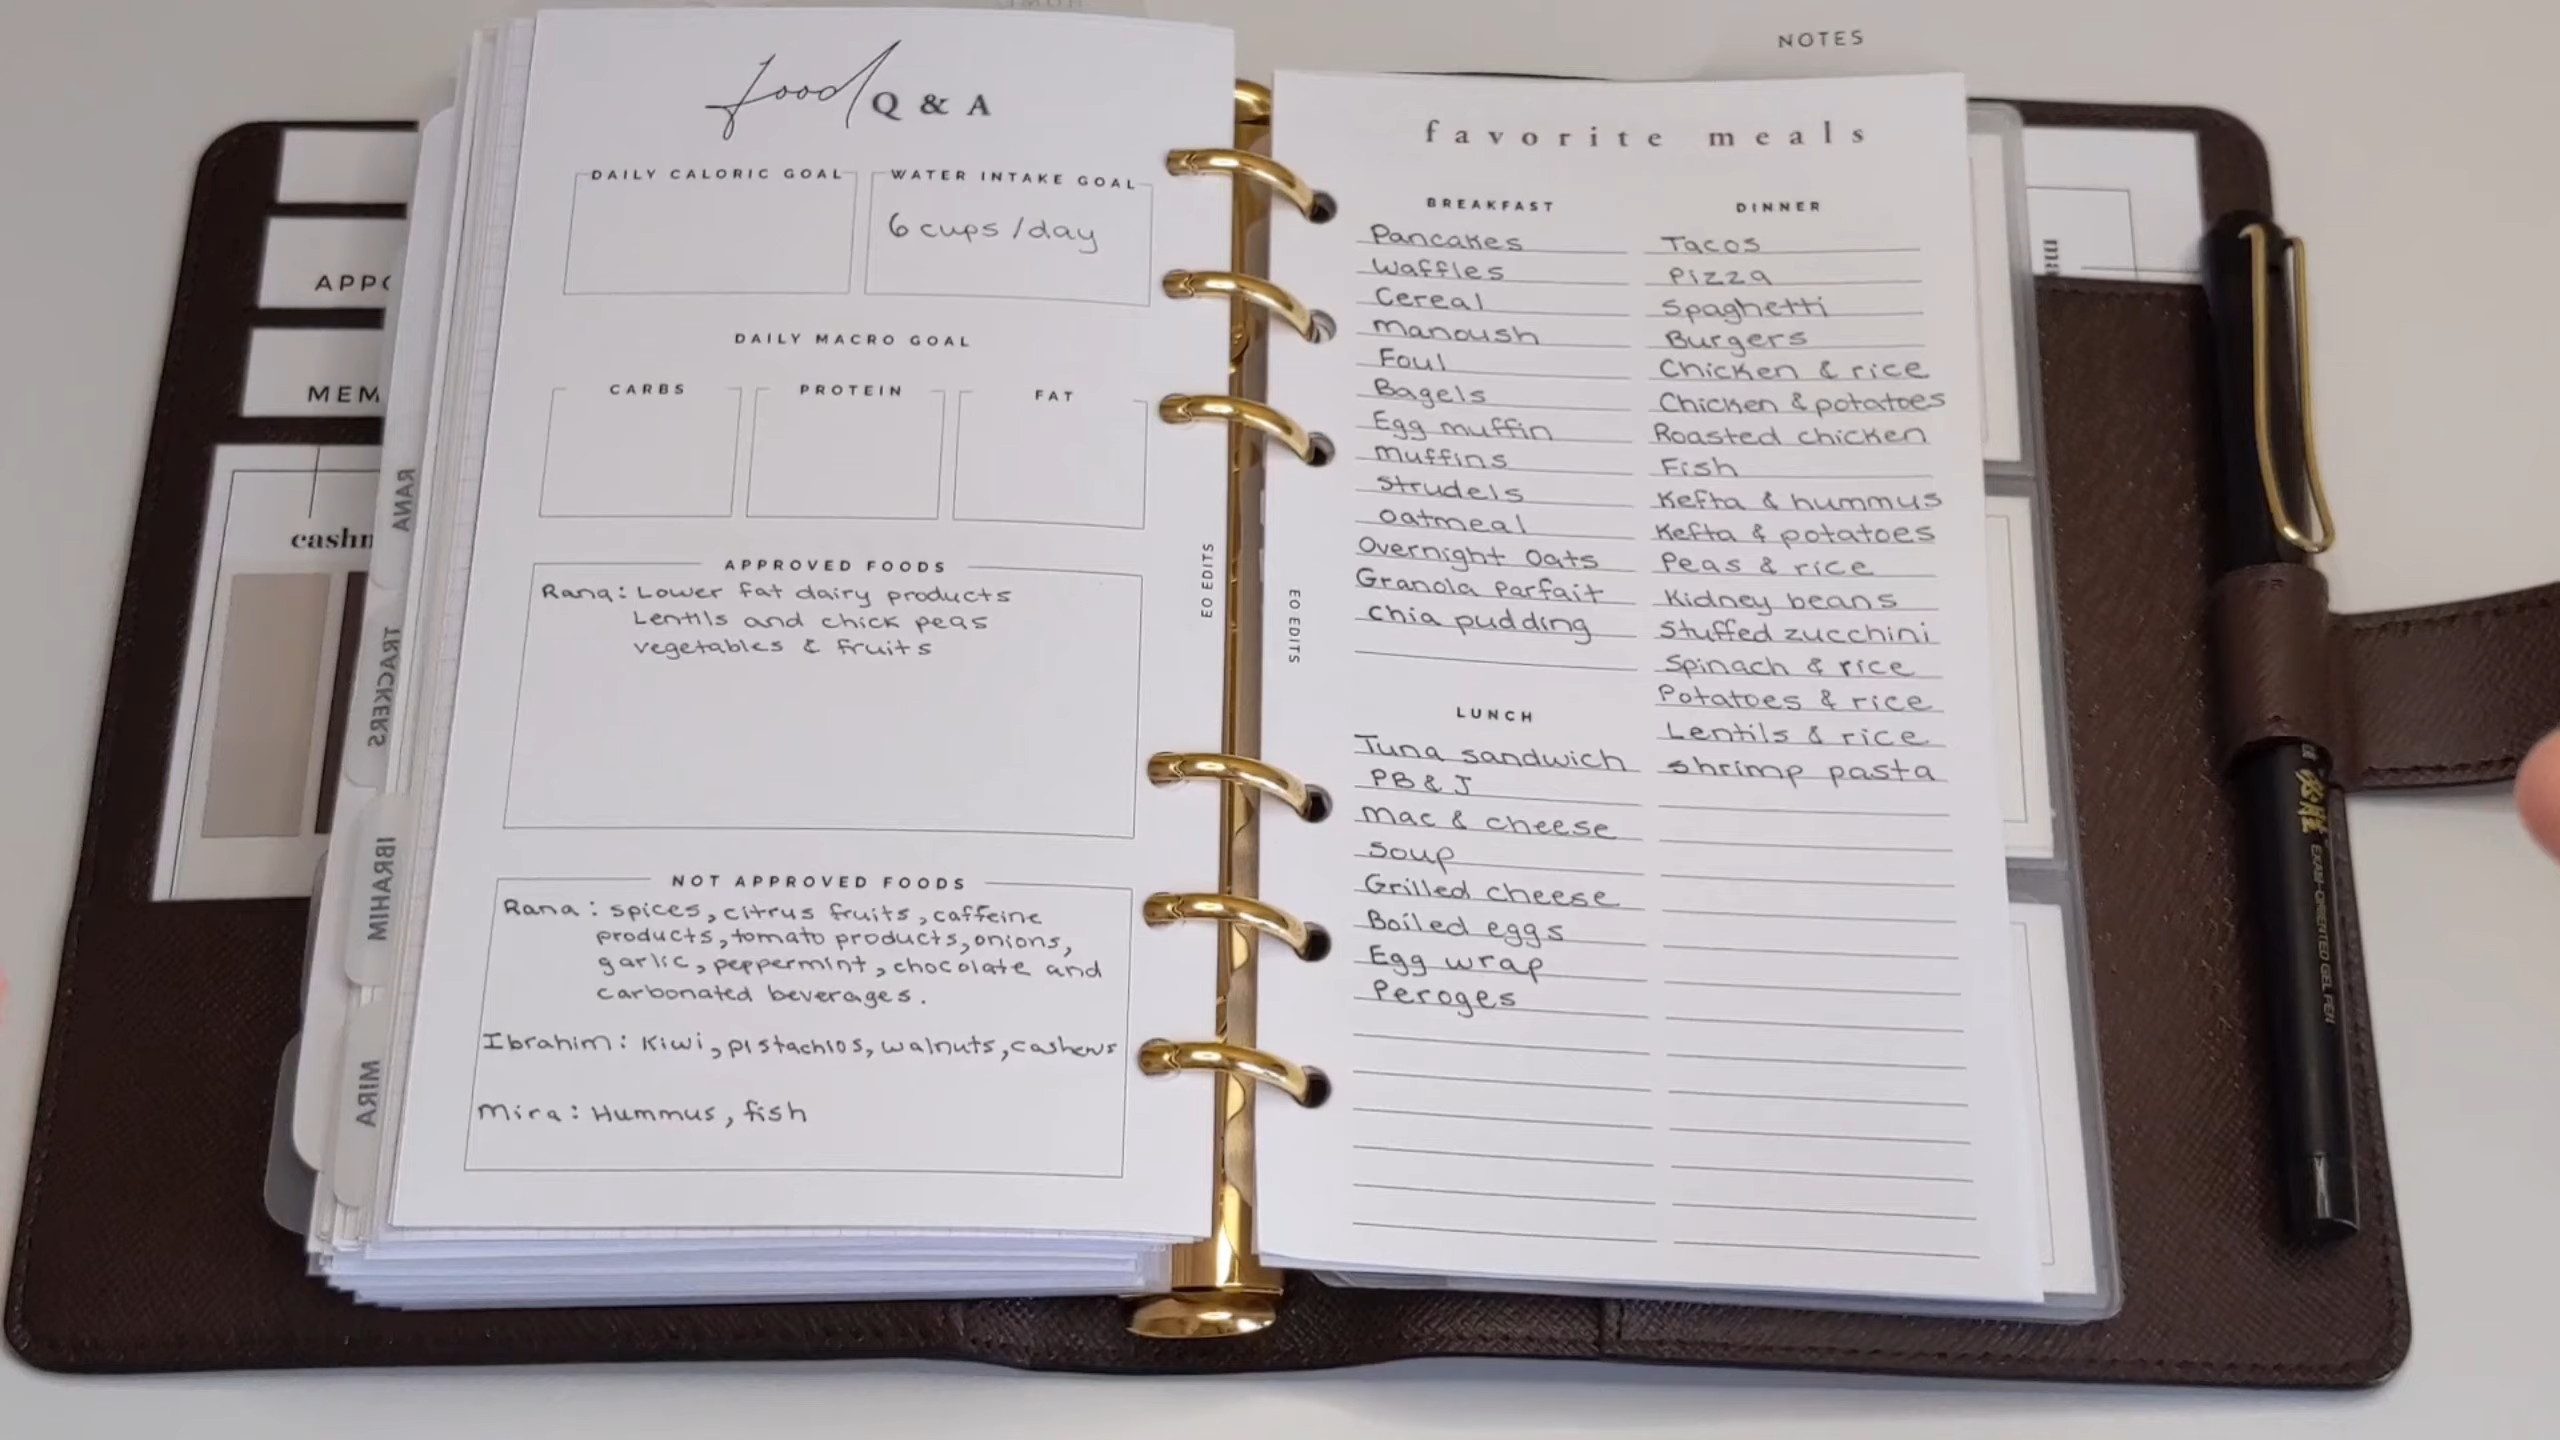 NOTES
APPO
MEM
cashm
RANA
TRACKERS
IBRAHIM
MIRA
food Q & A
DAILY CALORIC GOAL
WATER INTAKE GOAL
6 cups /day
DAILY MACRO GOAL
CARBS
PROTEIN
FAT
APPROVED FOODS
Rana: Lower fat dairy products
Lentils and chick peas
vegetables & fruits
NOT APPROVED FOODS
Rana: spices, citrus fruits, caffeine
products, tomato products, onions,
garlic, peppermint, chocolate and
carbonated beverages.
Ibrahim: Kiwi, pistachios, walnuts, cashews
Mira: Hummus, fish
EO EDITS
EO EDITS
favorite meals
BREAKFAST
Pancakes
Waffles
Cereal
Manoush
Foul
Bagels
Egg muffin
Muffins
Strudels
Oatmeal
Overnight Oats
Granola Parfait
Chia pudding
LUNCH
Tuna sandwich
PB & J
Mac & cheese
Soup
Grilled cheese
Boiled eggs
Egg wrap
Peroges
DINNER
Tacos
Pizza
Spaghetti
Burgers
Chicken & rice
Chicken & potatoes
Roasted chicken
Fish
Kefta & hummus
Kefta & potatoes
Peas & rice
Kidney beans
Stuffed zucchini
Spinach & rice
Potatoes & rice
Lentils & rice
Shrimp pasta
EXAM-ORIENTED GEL PEN